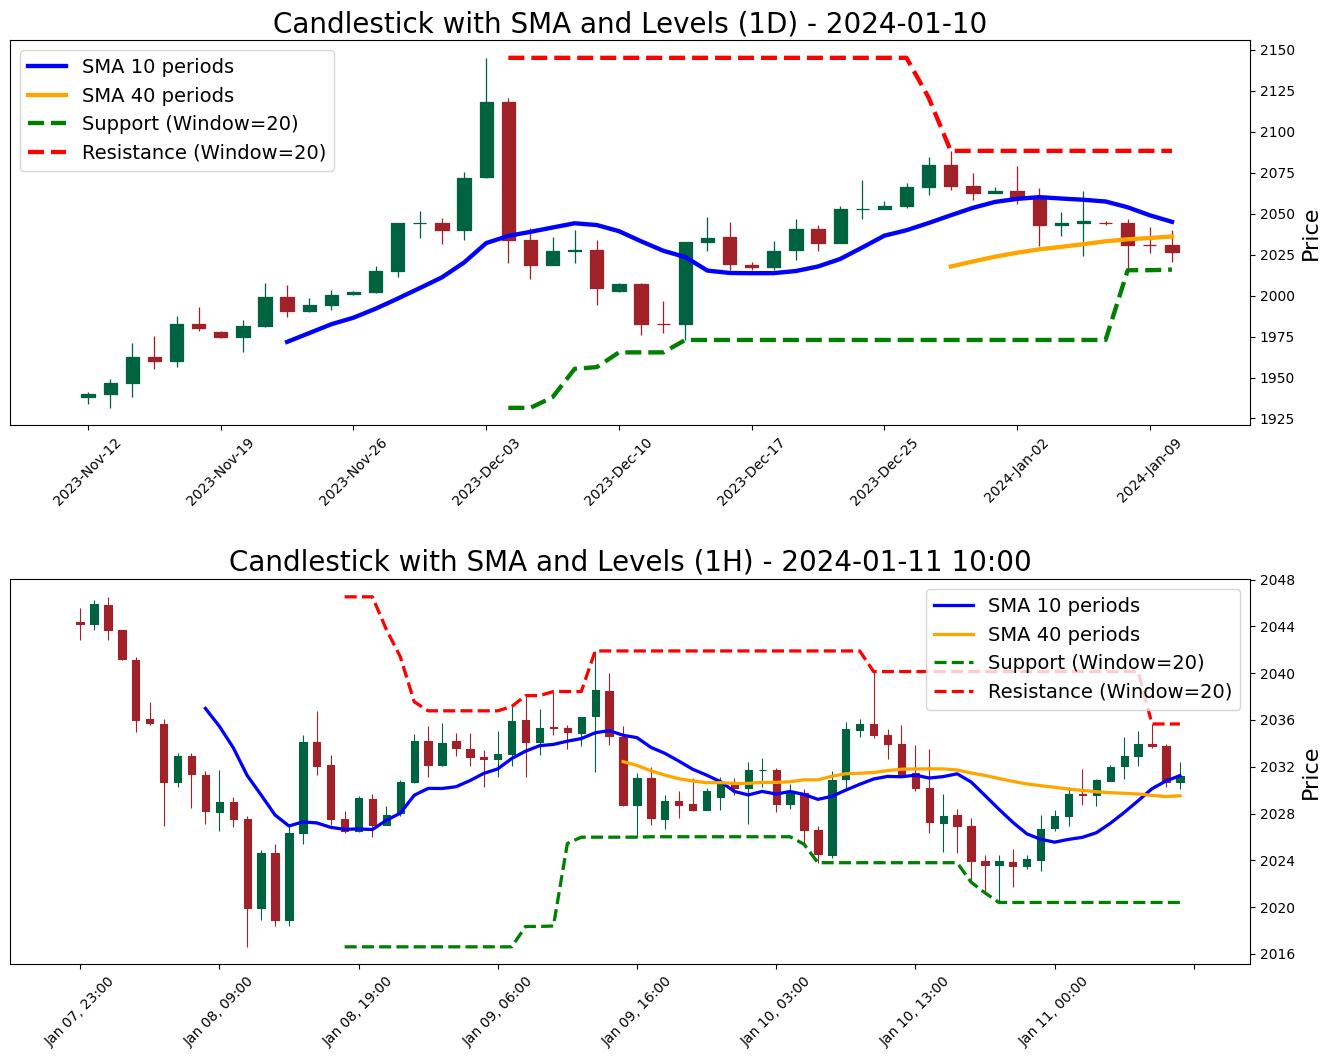 Candlestick with SMA and Levels (1D) - 2024-01-10
SMA 10 periods
SMA 40 periods
Support (Window=20)
Resistance (Window=20)
2150
2125
2100
2075
2050
2025
2000
1975
1950
1925
Price
2023-Nov-12
2023-Nov-19
2023-Nov-26
2023-Dec-03
2023-Dec-10
2023-Dec-17
2023-Dec-25
2024-Jan-02
2024-Jan-09
Candlestick with SMA and Levels (1H) - 2024-01-11 10:00
SMA 10 periods
SMA 40 periods
Support (Window=20)
Resistance (Window=20)
2048
2044
2040
2036
2032
2028
2024
2020
2016
Price
Jan 07, 23:00
Jan 08, 09:00
Jan 08, 19:00
Jan 09, 06:00
Jan 09, 16:00
Jan 10, 03:00
Jan 10, 13:00
Jan 11, 00:00